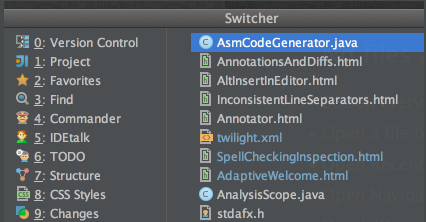 Switcher
0: Version Control
1: Project
2: Favorites
3: Find
4: Commander
5: IDEtalk
6: TODO
7: Structure
8: CSS Styles
9: Changes
AsmCodeGenerator.java
AnnotationsAndDiffs.html
AltInsertInEditor.html
InconsistentLineSeparators.html
Annotator.html
twilight.xml
SpellCheckingInspection.html
AdaptiveWelcome.html
AnalysisScope.java
stdafx.h